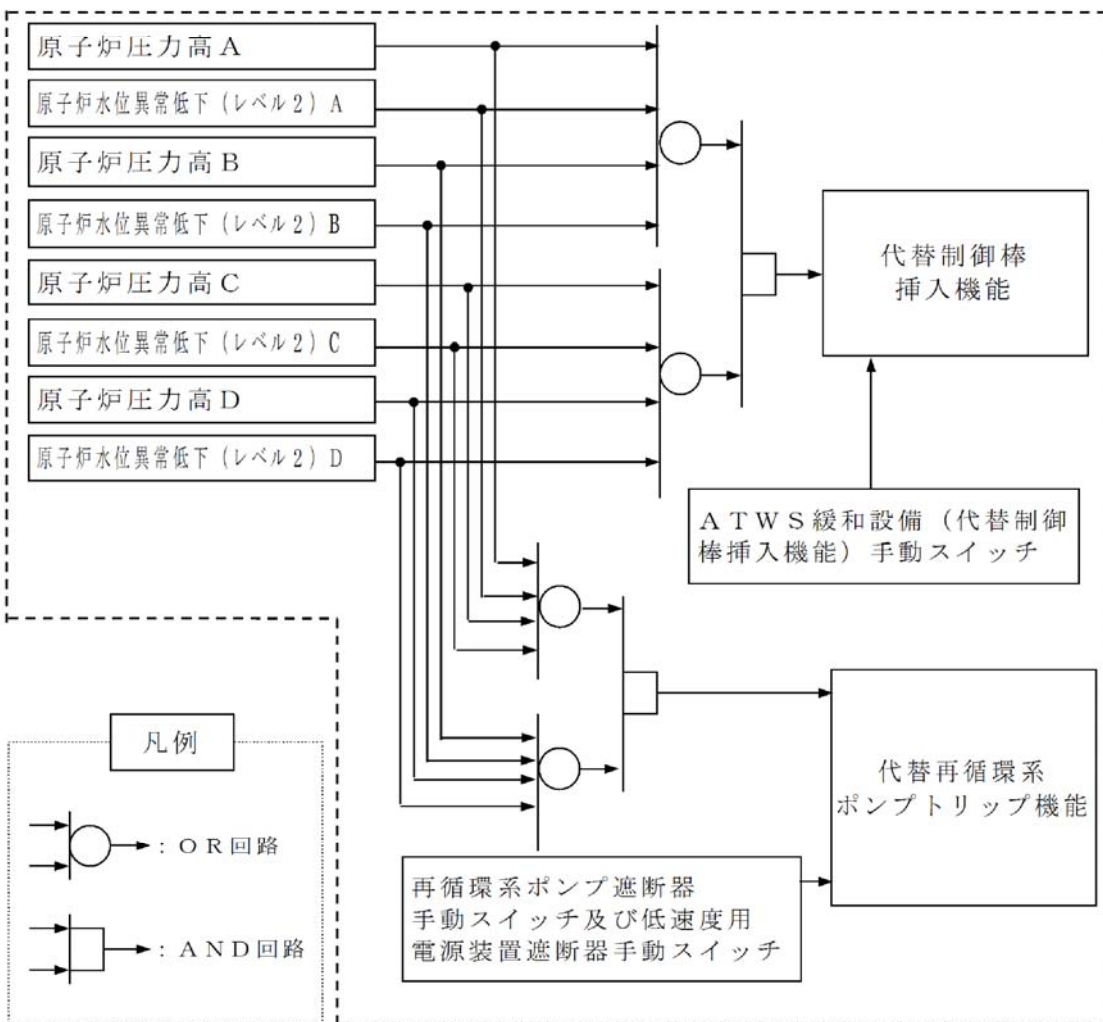 原子炉圧力高A
原子炉水位異常低下(レベル2)A
原子炉圧力高B
原子炉水位異常低下(レベル2)B
原子炉圧力高C
原子炉水位異常低下(レベル2)C
原子炉圧力高D
原子炉水位異常低下(レベル2)D
代替制御棒
挿入機能
ATWS緩和設備(代替制御
棒挿入機能)手動スイッチ
代替再循環系
ポンプトリップ機能
再循環系ポンプ遮断器
手動スイッチ及び低速度用
電源装置遮断器手動スイッチ
凡例
:OR回路
:AND回路